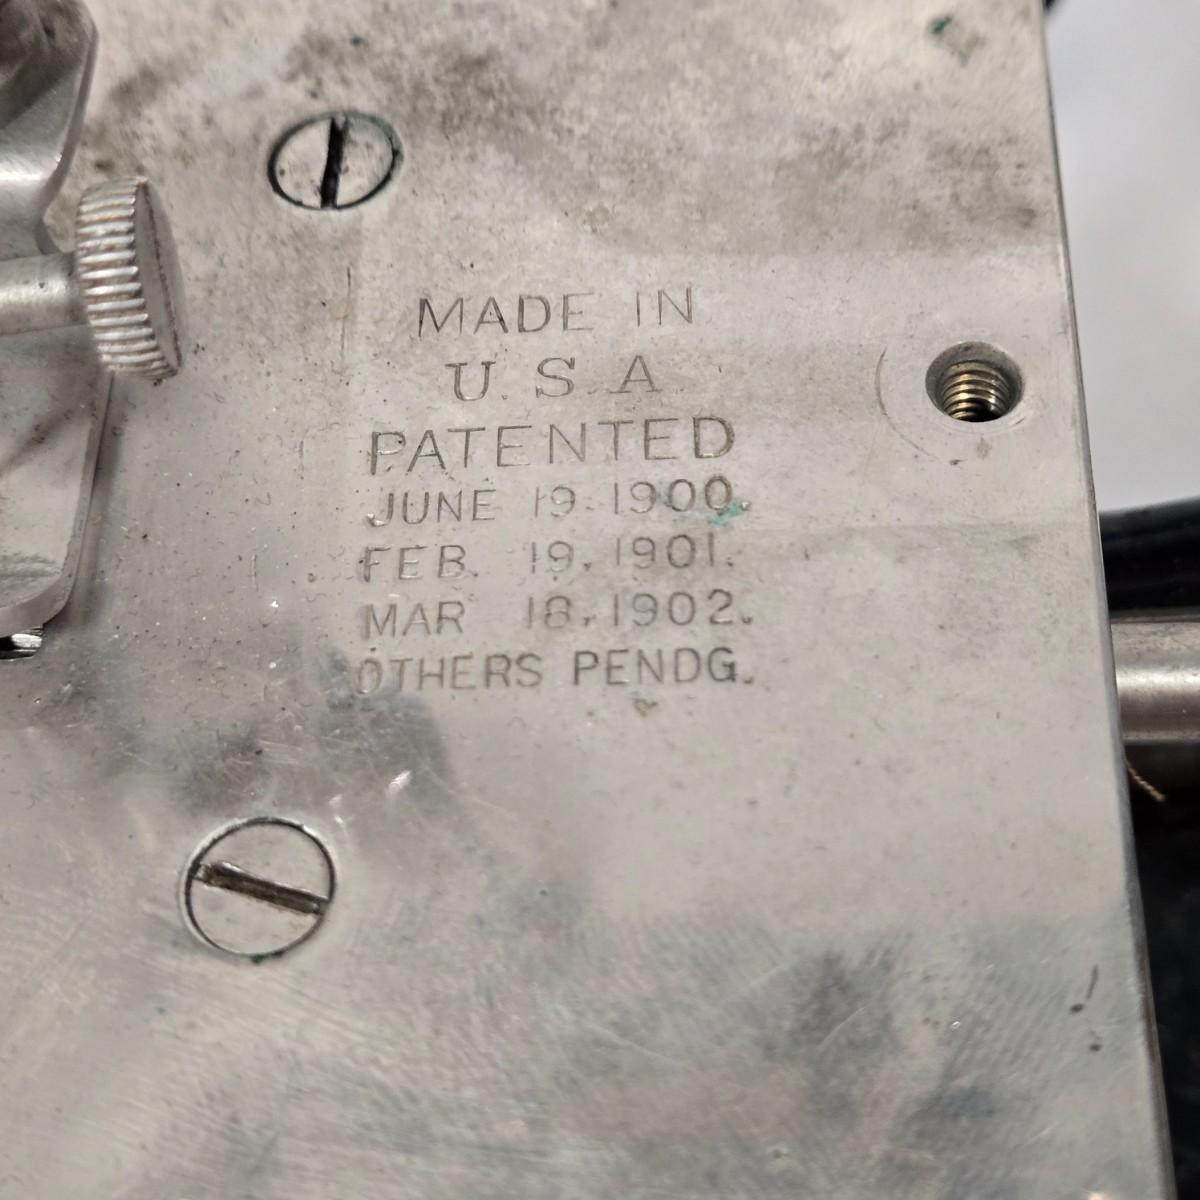 MADE IN
U.S.A
PATENTED
JUNE 19.1900.
FEB. 19,1901.
MAR 18,1902.
OTHERS PENDG.